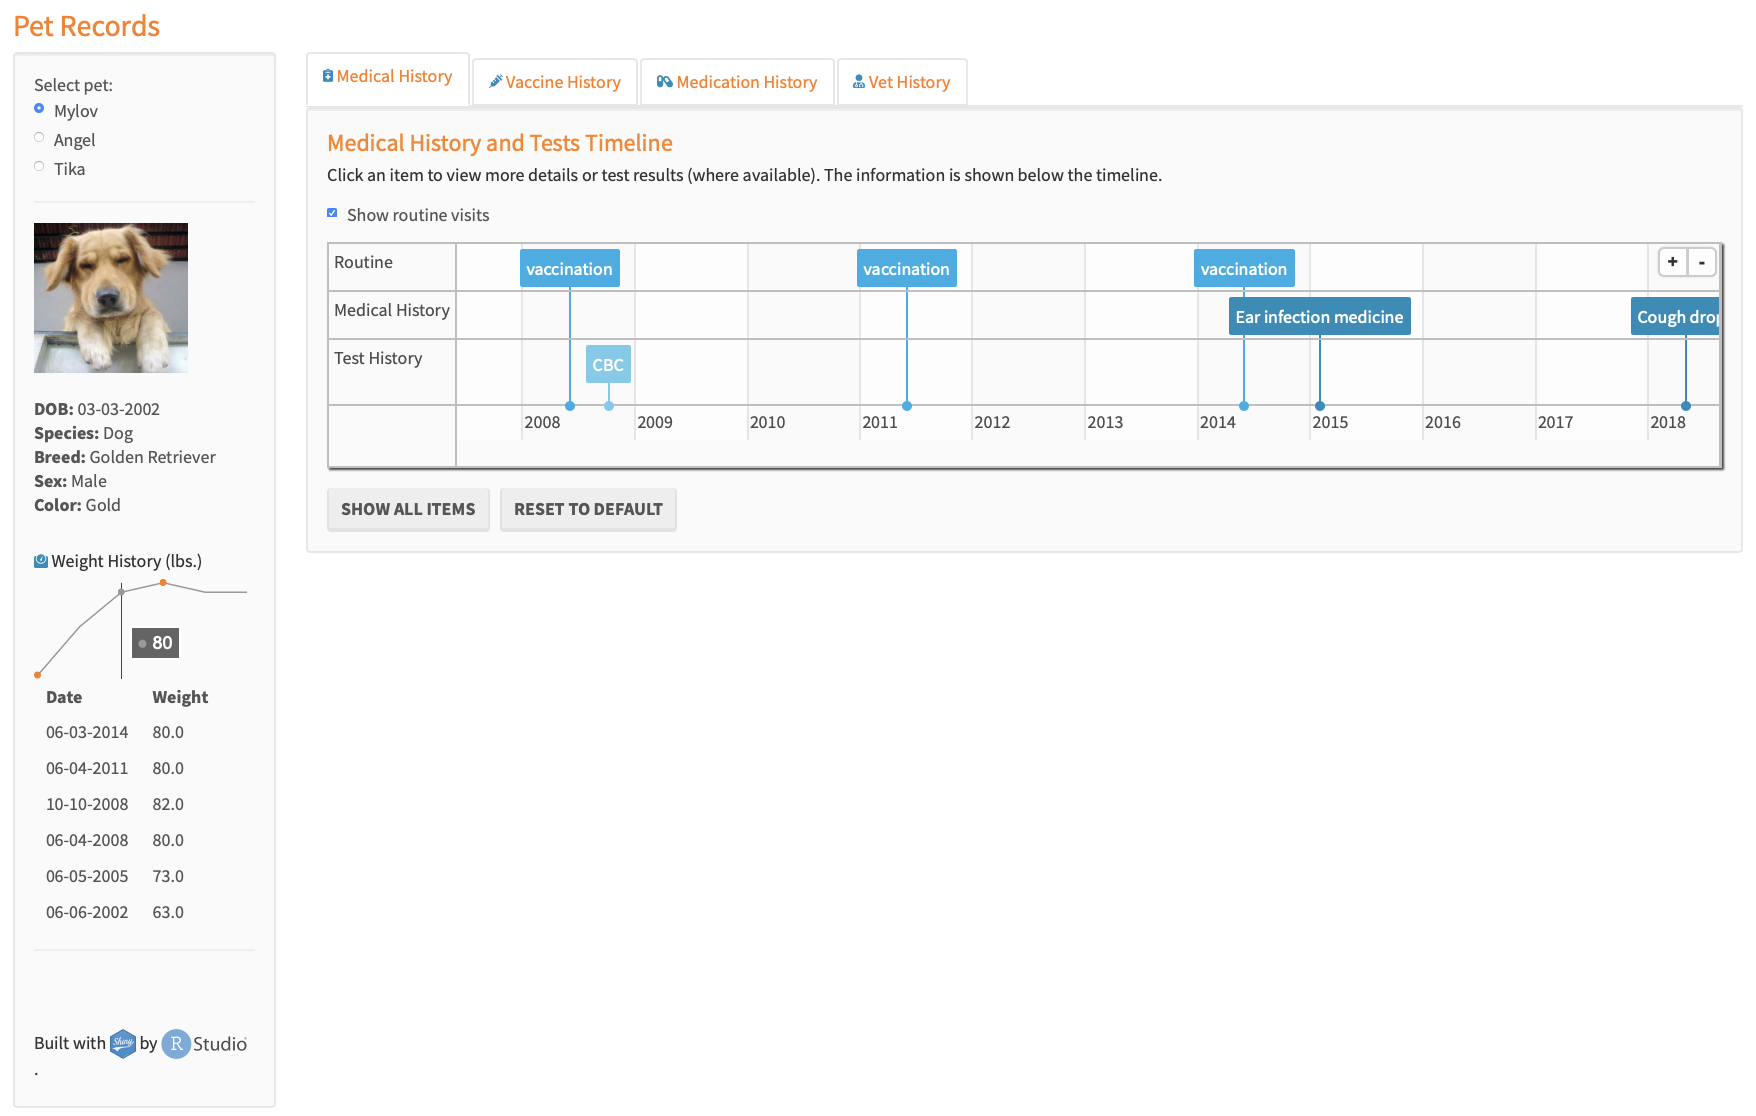 Pet Records
Select pet:
Mylov
Angel
Tika
DOB: 03-03-2002
Species: Dog
Breed: Golden Retriever
Sex: Male
Color: Gold
Weight History (lbs.)
80
Date Weight
06-03-2014 80.0
06-04-2011 80.0
10-10-2008 82.0
06-04-2008 80.0
06-05-2005 73.0
06-06-2002 63.0
Built with Shiny by R Studio
.
Medical History Vaccine History Medication History Vet History
Medical History and Tests Timeline
Click an item to view more details or test results (where available). The information is shown below the timeline.
Show routine visits
Routine vaccination vaccination vaccination + -
Medical History Ear infection medicine Cough drop
Test History CBC
2008 2009 2010 2011 2012 2013 2014 2015 2016 2017 2018
SHOW ALL ITEMS RESET TO DEFAULT